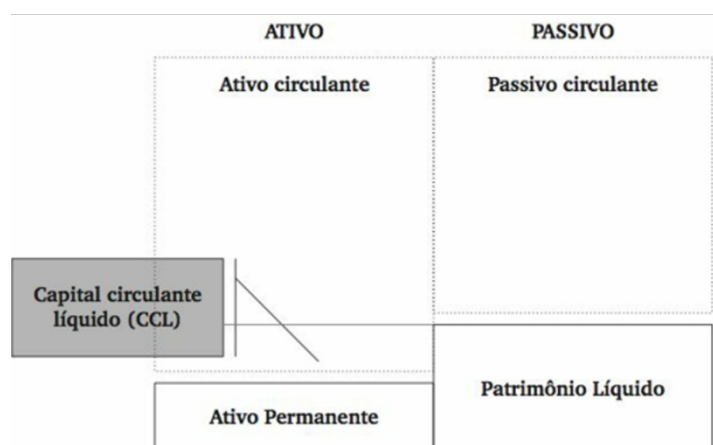 ATIVO
PASSIVO
Ativo circulante
Passivo circulante
Capital circulante
líquido (CCL)
Patrimônio Líquido
Ativo Permanente